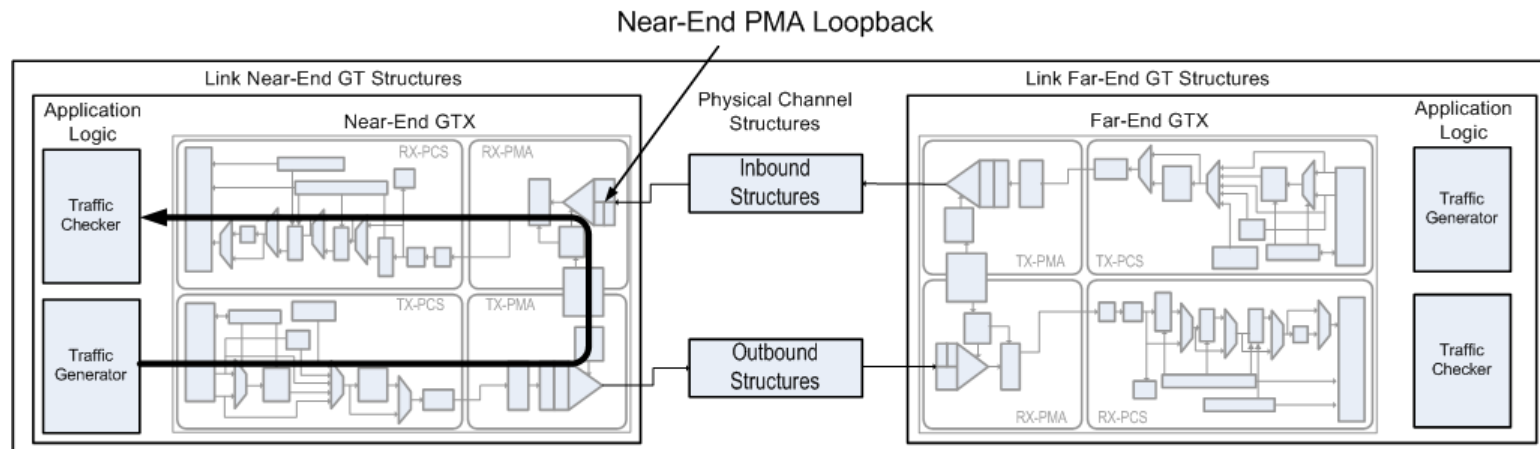 Near-End PMA Loopback
Link Near-End GT Structures
Link Far-End GT Structures
Application
Logic
Near-End GTX
Physical Channel
Structures
Far-End GTX
Application
Logic
RX-PCS
RX-PMA
Traffic
Checker
Inbound
Structures
Traffic
Generator
TX-PMA
TX-PCS
TX-PCS
TX-PMA
Traffic
Generator
Outbound
Structures
Traffic
Checker
RX-PMA
RX-PCS